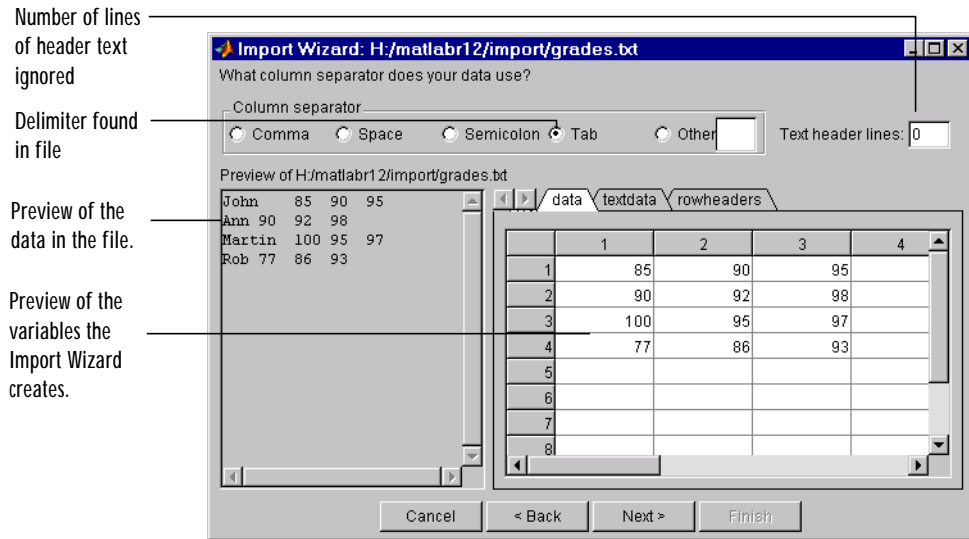 Number of lines
of header text
ignored
Delimiter found
in file
Preview of the
data in the file.
Preview of the
variables the
Import Wizard
creates.
Import Wizard: H:/matlabr12/import/grades.txt
What column separator does your data use?
Column separator
Comma Space Semicolon Tab Other Text header lines: 0
Preview of H:/matlabr12/import/grades.txt
John 85 90 95
Ann 90 92 98
Martin 100 95 97
Rob 77 86 93
data textdata rowheaders
1 2 3 4
1 85 90 95
2 90 92 98
3 100 95 97
4 77 86 93
5
6
7
8
Cancel < Back Next > Finish